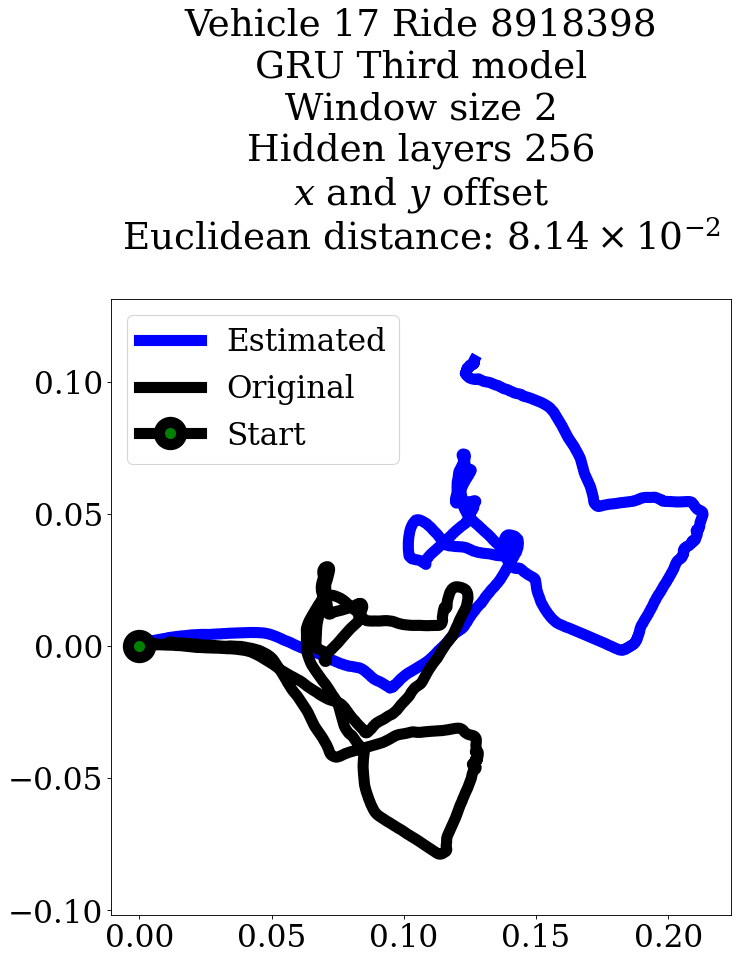 Vehicle 17 Ride 8918398
GRU Third model
Window size 2
Hidden layers 256
x and y offset
Euclidean distance: 8.14 × 10⁻²
Estimated
Original
Start
0.10
0.05
0.00
−0.05
−0.10
0.00 0.05 0.10 0.15 0.20